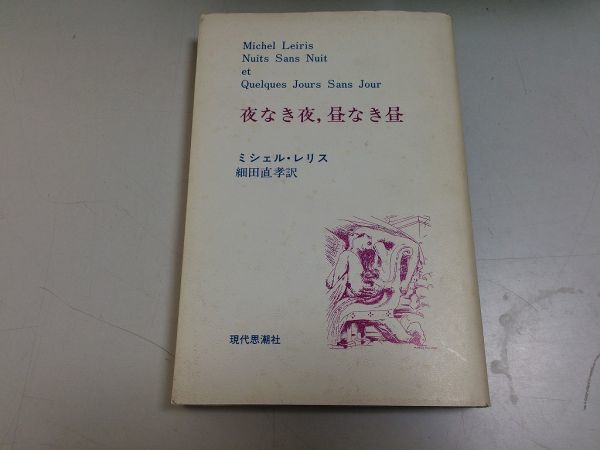 Michel Leiris
Nuits Sans Nuit
et
Quelques Jours Sans Jour
夜なき夜，昼なき昼
ミシェル・レリス
細田直孝訳
現代思潮社